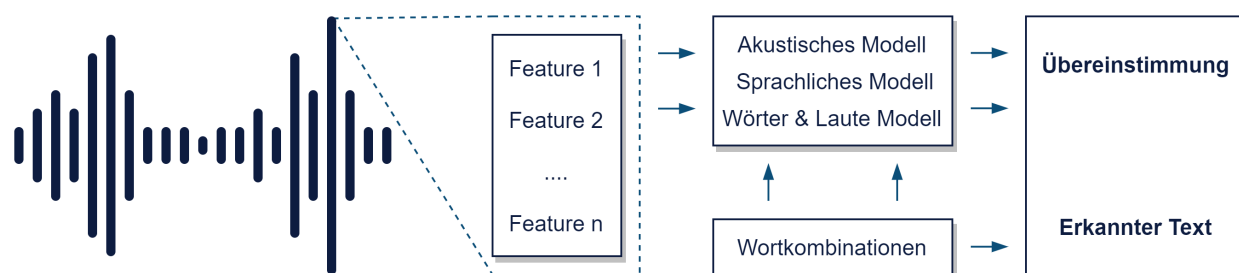 Feature 1
Feature 2
....
Feature n
Akustisches Modell
Sprachliches Modell
Wörter & Laute Modell
Wortkombinationen
Übereinstimmung
Erkannter Text